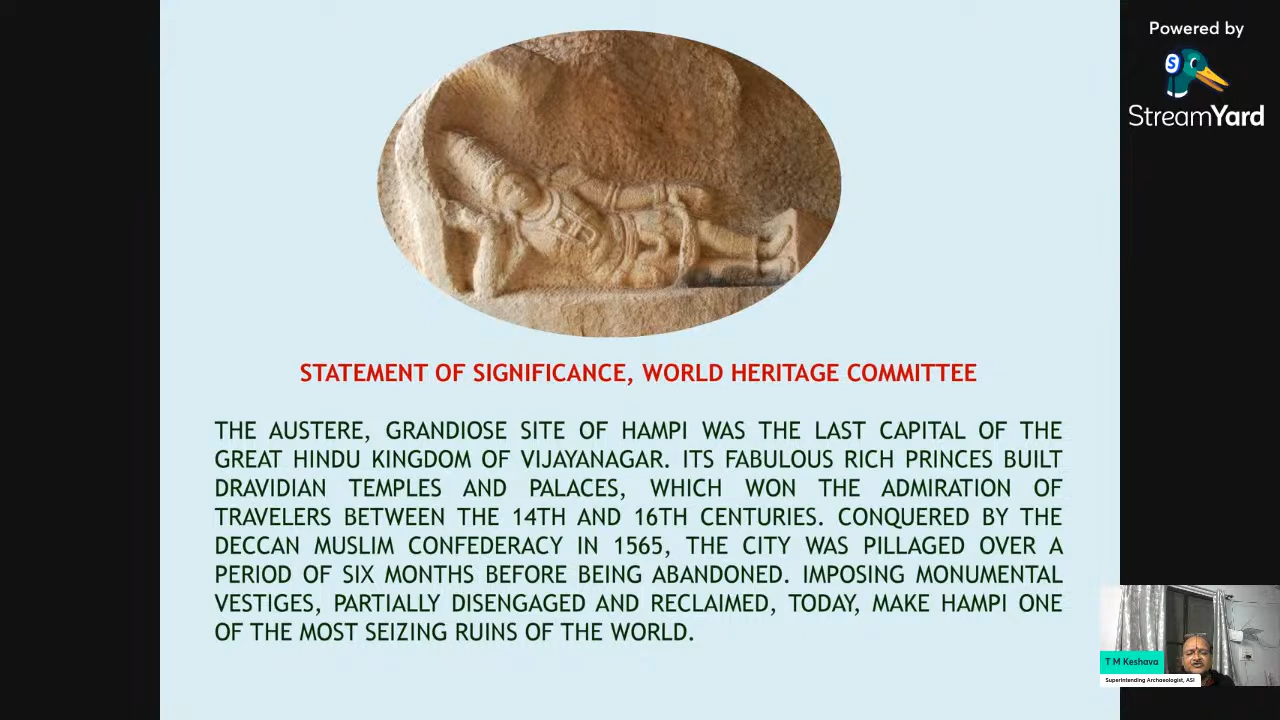 Powered by
S
StreamYard
STATEMENT OF SIGNIFICANCE, WORLD HERITAGE COMMITTEE
THE AUSTERE, GRANDIOSE SITE OF HAMPI WAS THE LAST CAPITAL OF THE
GREAT HINDU KINGDOM OF VIJAYANAGAR. ITS FABULOUS RICH PRINCES BUILT
DRAVIDIAN TEMPLES AND PALACES, WHICH WON THE ADMIRATION OF
TRAVELERS BETWEEN THE 14TH AND 16TH CENTURIES. CONQUERED BY THE
DECCAN MUSLIM CONFEDERACY IN 1565, THE CITY WAS PILLAGED OVER A
PERIOD OF SIX MONTHS BEFORE BEING ABANDONED. IMPOSING MONUMENTAL
VESTIGES, PARTIALLY DISENGAGED AND RECLAIMED, TODAY, MAKE HAMPI ONE
OF THE MOST SEIZING RUINS OF THE WORLD.
T M Keshava
Superintending Archaeologist, ASI